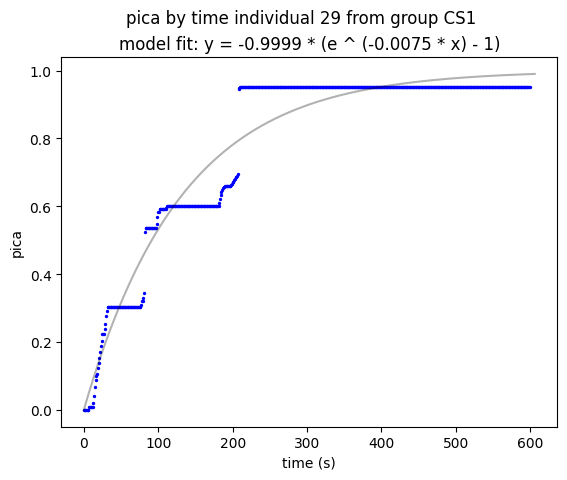 pica by time individual 29 from group CS1
model fit: y = -0.9999 * (e ^ (-0.0075 * x) - 1)
1.0
0.8
0.6
0.4
0.2
0.0
pica
0 100 200 300 400 500 600
time (s)